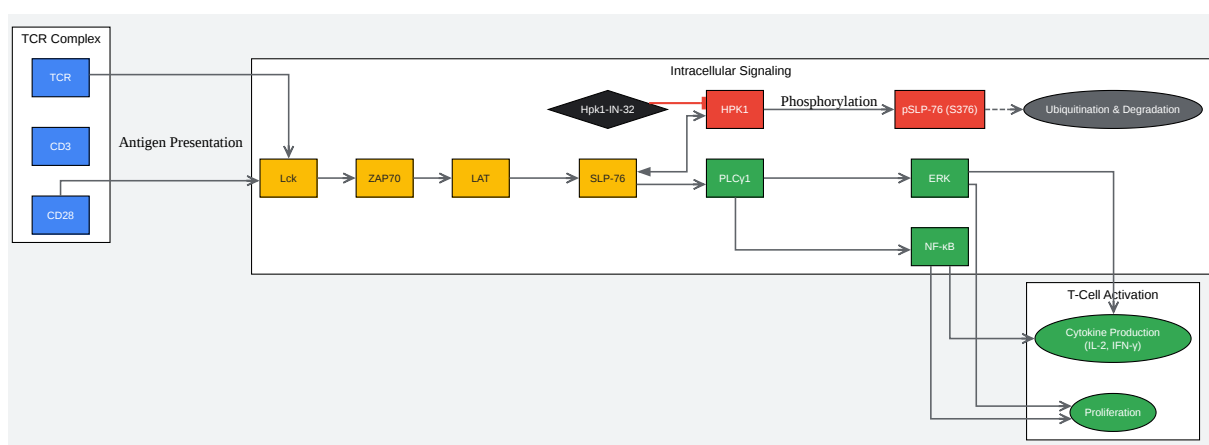 TCR Complex
TCR
CD3
CD28
Antigen Presentation
Intracellular Signaling
Hpk1-IN-32
HPK1
Phosphorylation
pSLP-76 (S376)
Ubiquitination & Degradation
Lck
ZAP70
LAT
SLP-76
PLCγ1
ERK
NF-κB
T-Cell Activation
Cytokine Production
(IL-2, IFN-γ)
Proliferation